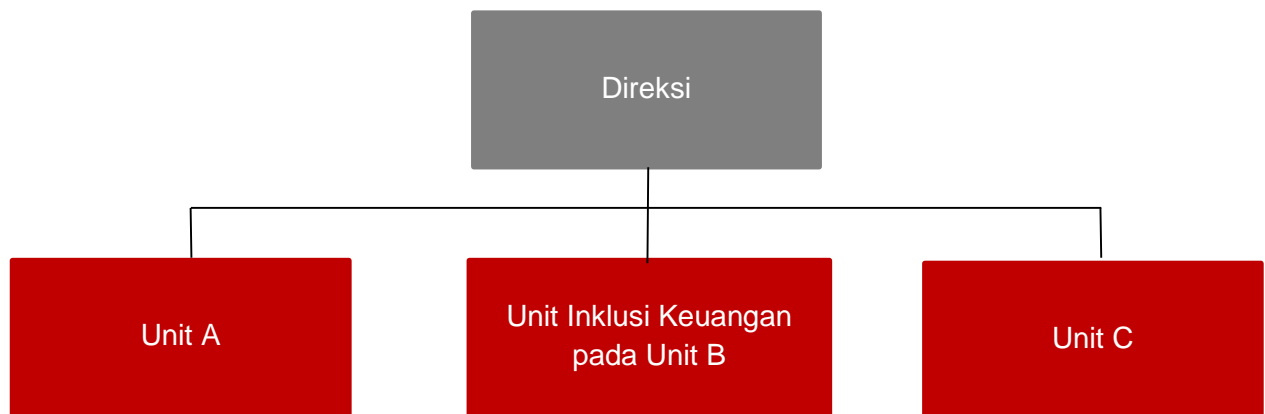 Direksi
Unit A
Unit Inklusi Keuangan
pada Unit B
Unit C